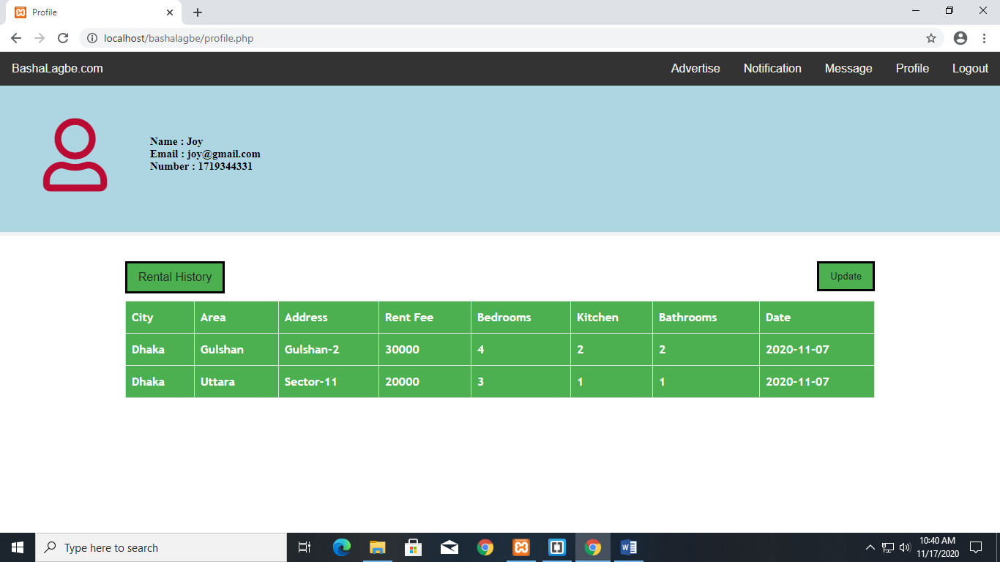 Profile
localhost/bashalagbe/profile.php
BashaLagbe.com Advertise Notification Message Profile Logout
Name : Joy
Email : joy@gmail.com
Number : 1719344331
Rental History Update
City Area Address Rent Fee Bedrooms Kitchen Bathrooms Date
Dhaka Gulshan Gulshan-2 30000 4 2 2 2020-11-07
Dhaka Uttara Sector-11 20000 3 1 1 2020-11-07
Type here to search
10:40 AM
11/17/2020